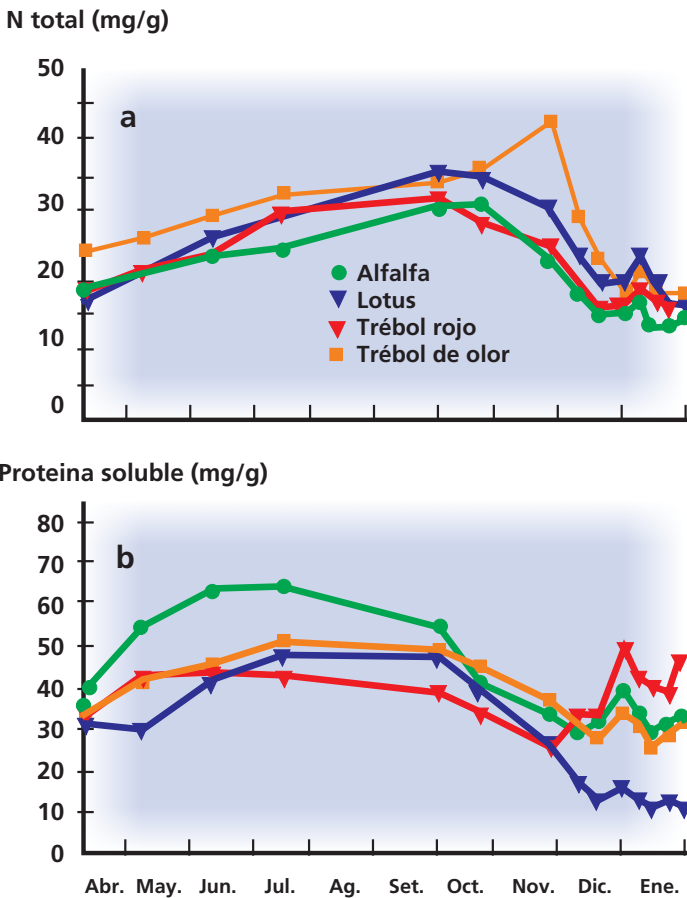 N total (mg/g)
50
a
40
30
20
Alfalfa
Lotus
Trébol rojo
10
Trébol de olor
0
Proteina soluble (mg/g)
80
b
70
60
50
40
30
20
10
0
Abr. May. Jun. Jul. Ag. Set. Oct. Nov. Dic. Ene.